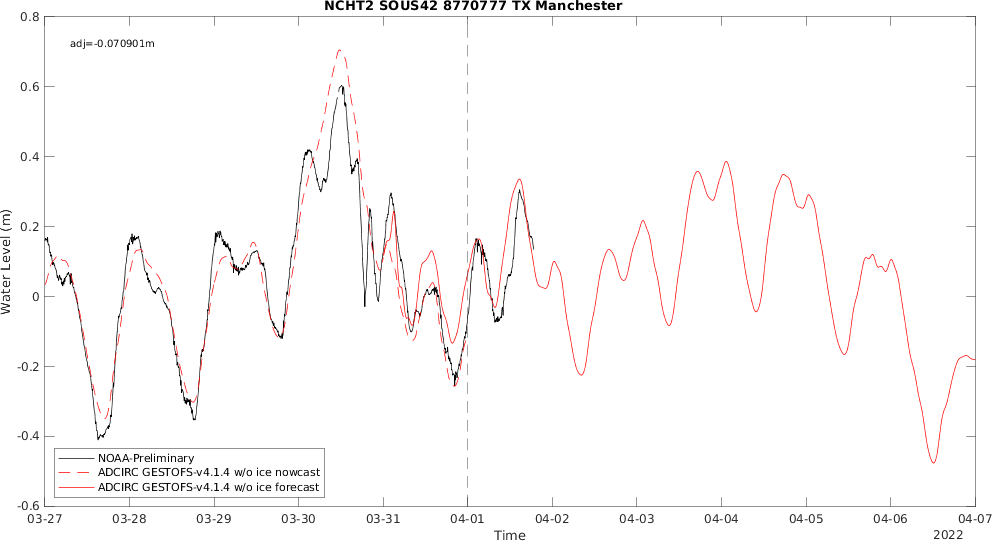 NCHT2 SOUS42 8770777 TX Manchester
adj=-0.070901m
0.8
0.6
0.4
0.2
0
-0.2
-0.4
-0.6
Water Level (m)
NOAA-Preliminary
ADCIRC GESTOFS-v4.1.4 w/o ice nowcast
ADCIRC GESTOFS-v4.1.4 w/o ice forecast
03-27 03-28 03-29 03-30 03-31 04-01 04-02 04-03 04-04 04-05 04-06 04-07
Time
2022